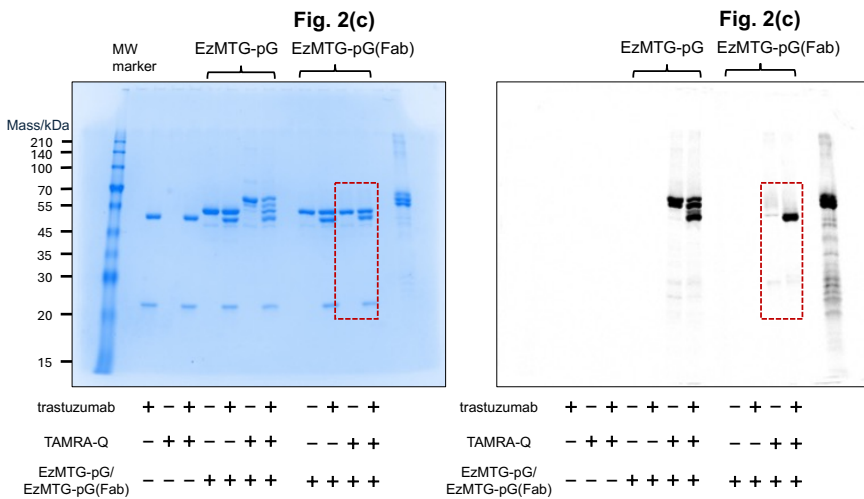 Fig. 2(c)
MW
marker
EzMTG-pG
EzMTG-pG(Fab)
Mass/kDa
210
140
100
70
55
45
35
30
20
15
trastuzumab + − + − + − + − + − +
TAMRA-Q − + + − − + + − − + +
EzMTG-pG/
EzMTG-pG(Fab) − − − + + + + + + + +
Fig. 2(c)
EzMTG-pG
EzMTG-pG(Fab)
trastuzumab + − + − + − + − + − +
TAMRA-Q − + + − − + + − − + +
EzMTG-pG/
EzMTG-pG(Fab) − − − + + + + + + + +